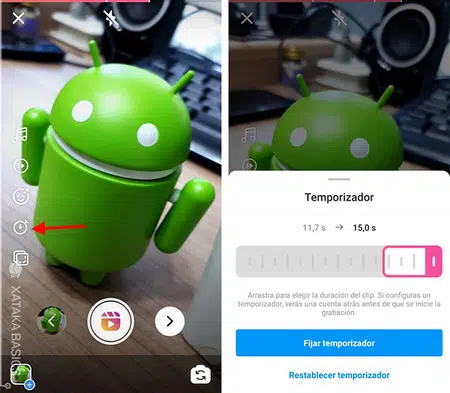 XATAKA BASICS
Temporizador
11,7 s → 15,0s
Arrastra para elegir la duración del clip. Si configuras un
temporizador, verás una cuenta atrás antes de que se inicie la
grabación.
Fijar temporizador
Restablecer temporizador